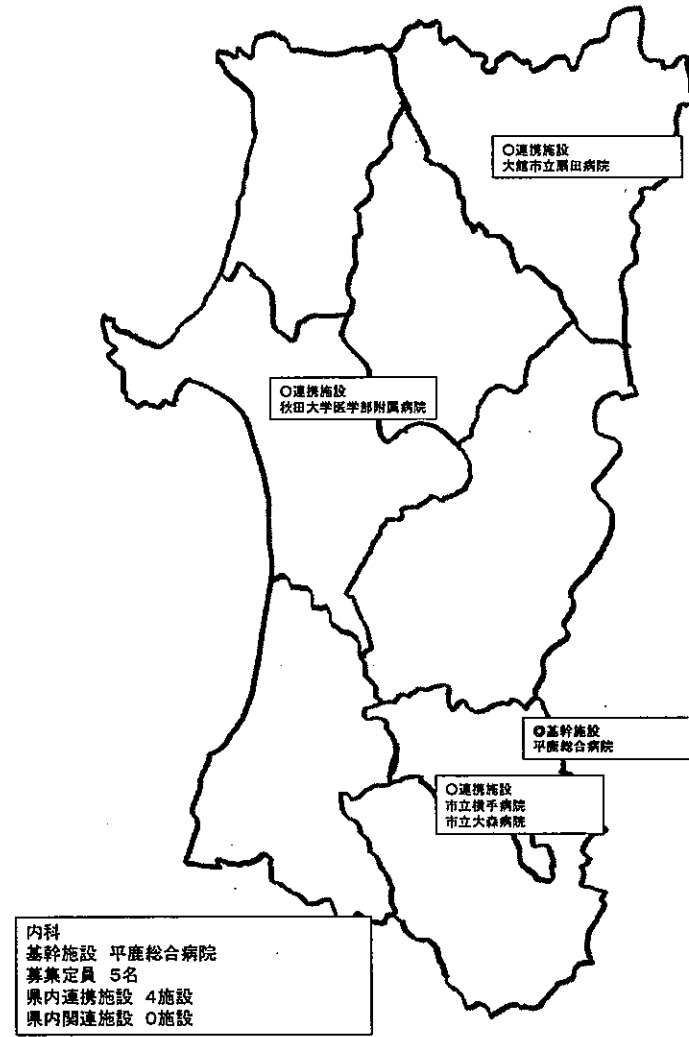 ○連携施設
大館市立扇田病院
○連携施設
秋田大学医学部附属病院
◎基幹施設
平鹿総合病院
○連携施設
市立横手病院
市立大森病院
内科
基幹施設 平鹿総合病院
募集定員 5名
県内連携施設 4施設
県内関連施設 0施設